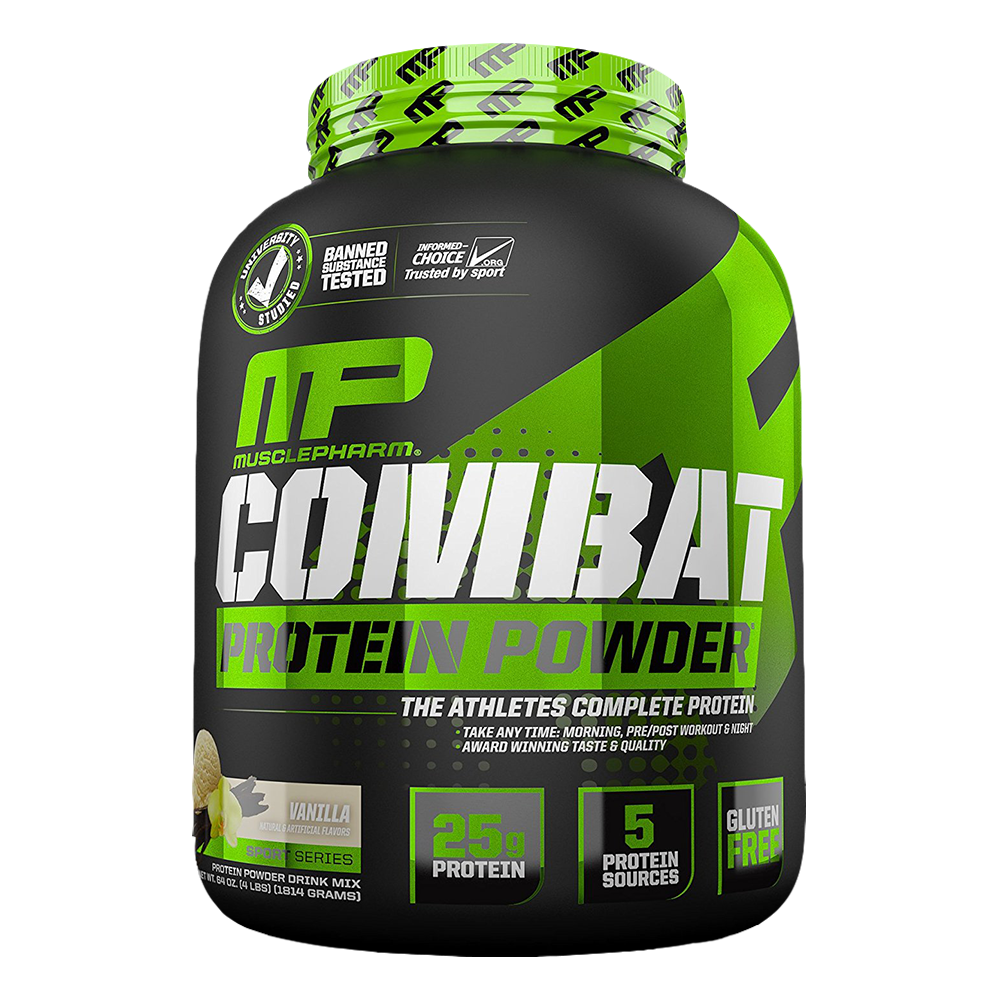 UNIVERSITY
STUDIED
BANNED
SUBSTANCE
TESTED
INFORMED-
CHOICE
.ORG
Trusted by sport
MP
MUSCLEPHARM®
COMBAT
PROTEIN POWDER
THE ATHLETES COMPLETE PROTEIN
• TAKE ANY TIME: MORNING, PRE/POST WORKOUT & NIGHT
• AWARD WINNING TASTE & QUALITY
VANILLA
NATURAL & ARTIFICIAL FLAVORS
SPORT SERIES
PROTEIN POWDER DRINK MIX
NET WT. 64 OZ. (4 LBS) (1814 GRAMS)
25g
PROTEIN
5
PROTEIN
SOURCES
GLUTEN
FREE